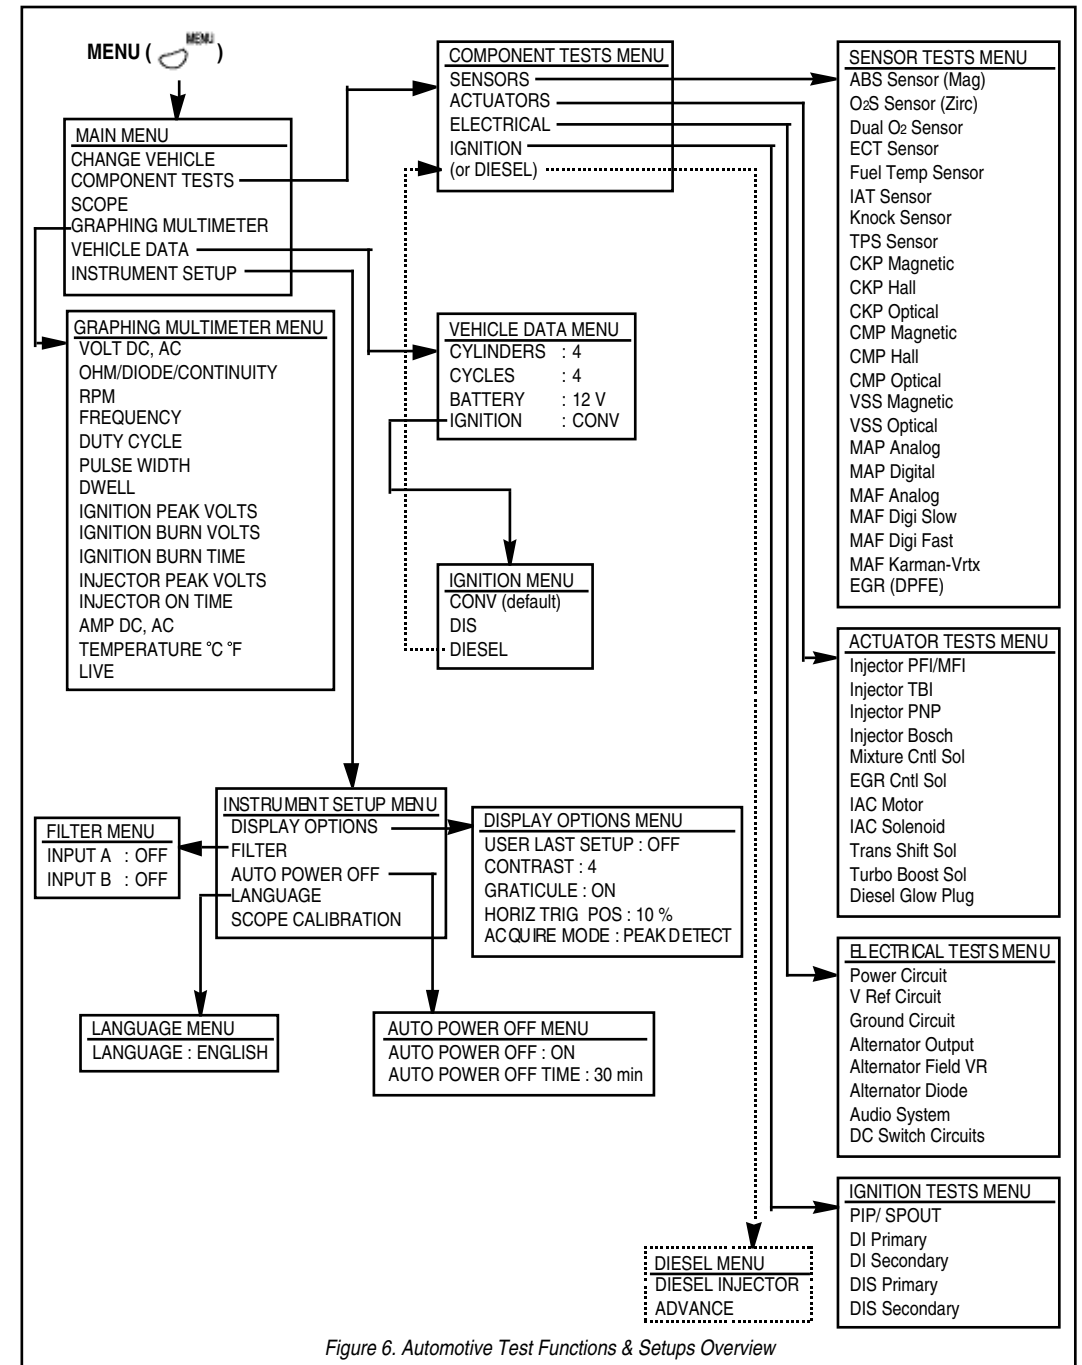 MENU ( MENU )
MAIN MENU
CHANGE VEHICLE
COMPONENT TESTS
SCOPE
GRAPHING MULTIMETER
VEHICLE DATA
INSTRUMENT SETUP
COMPONENT TESTS MENU
SENSORS
ACTUATORS
ELECTRICAL
IGNITION
(or DIESEL)
SENSOR TESTS MENU
ABS Sensor (Mag)
O2S Sensor (Zirc)
Dual O2 Sensor
ECT Sensor
Fuel Temp Sensor
IAT Sensor
Knock Sensor
TPS Sensor
CKP Magnetic
CKP Hall
CKP Optical
CMP Magnetic
CMP Hall
CMP Optical
VSS Magnetic
VSS Optical
MAP Analog
MAP Digital
MAF Analog
MAF Digi Slow
MAF Digi Fast
MAF Karman-Vrtx
EGR (DPFE)
GRAPHING MULTIMETER MENU
VOLT DC, AC
OHM/DIODE/CONTINUITY
RPM
FREQUENCY
DUTY CYCLE
PULSE WIDTH
DWELL
IGNITION PEAK VOLTS
IGNITION BURN VOLTS
IGNITION BURN TIME
INJECTOR PEAK VOLTS
INJECTOR ON TIME
AMP DC, AC
TEMPERATURE °C °F
LIVE
VEHICLE DATA MENU
CYLINDERS : 4
CYCLES : 4
BATTERY : 12 V
IGNITION : CONV
IGNITION MENU
CONV (default)
DIS
DIESEL
ACTUATOR TESTS MENU
Injector PFI/MFI
Injector TBI
Injector PNP
Injector Bosch
Mixture Cntl Sol
EGR Cntl Sol
IAC Motor
IAC Solenoid
Trans Shift Sol
Turbo Boost Sol
Diesel Glow Plug
INSTRUMENT SETUP MENU
DISPLAY OPTIONS
FILTER
AUTO POWER OFF
LANGUAGE
SCOPE CALIBRATION
FILTER MENU
INPUT A : OFF
INPUT B : OFF
DISPLAY OPTIONS MENU
USER LAST SETUP : OFF
CONTRAST : 4
GRATICULE : ON
HORIZ TRIG POS : 10 %
ACQUIRE MODE : PEAK DETECT
LANGUAGE MENU
LANGUAGE : ENGLISH
AUTO POWER OFF MENU
AUTO POWER OFF : ON
AUTO POWER OFF TIME : 30 min
ELECTRICAL TESTS MENU
Power Circuit
V Ref Circuit
Ground Circuit
Alternator Output
Alternator Field VR
Alternator Diode
Audio System
DC Switch Circuits
IGNITION TESTS MENU
PIP/ SPOUT
DI Primary
DI Secondary
DIS Primary
DIS Secondary
DIESEL MENU
DIESEL INJECTOR
ADVANCE
Figure 6. Automotive Test Functions & Setups Overview